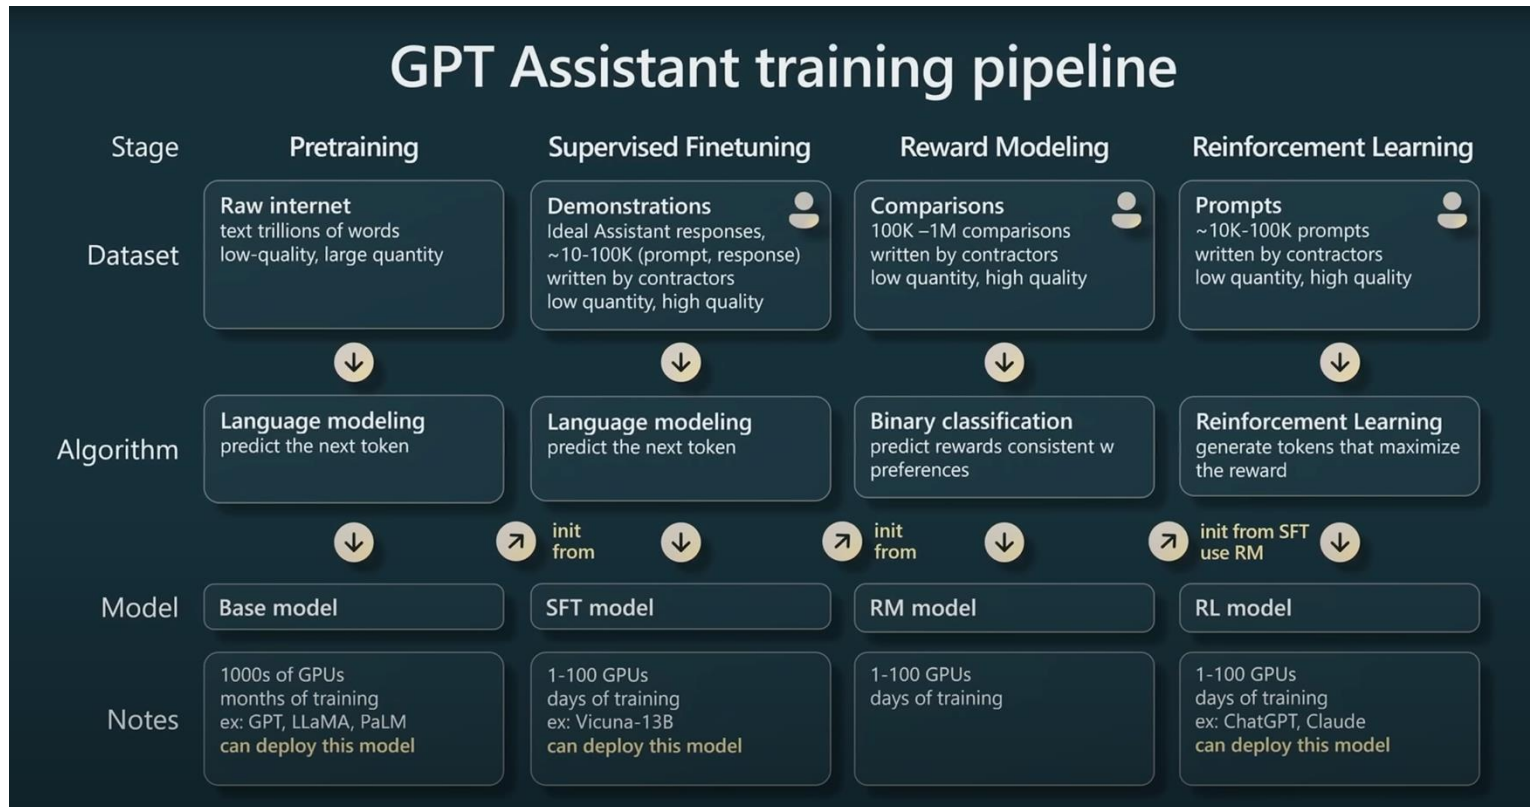 GPT Assistant training pipeline
Stage
Pretraining
Supervised Finetuning
Reward Modeling
Reinforcement Learning
Dataset
Raw internet
text trillions of words
low-quality, large quantity
Demonstrations
Ideal Assistant responses,
~10-100K (prompt, response)
written by contractors
low quantity, high quality
Comparisons
100K –1M comparisons
written by contractors
low quantity, high quality
Prompts
~10K-100K prompts
written by contractors
low quantity, high quality
Algorithm
Language modeling
predict the next token
Language modeling
predict the next token
Binary classification
predict rewards consistent w
preferences
Reinforcement Learning
generate tokens that maximize
the reward
init
from
init
from
init from SFT
use RM
Model
Base model
SFT model
RM model
RL model
Notes
1000s of GPUs
months of training
ex: GPT, LLaMA, PaLM
can deploy this model
1-100 GPUs
days of training
ex: Vicuna-13B
can deploy this model
1-100 GPUs
days of training
1-100 GPUs
days of training
ex: ChatGPT, Claude
can deploy this model